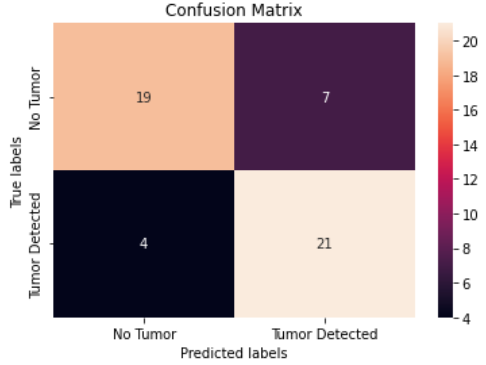 Confusion Matrix
True labels
No Tumor
19
7
Tumor Detected
4
21
No Tumor
Tumor Detected
Predicted labels
20
18
16
14
12
10
8
6
4